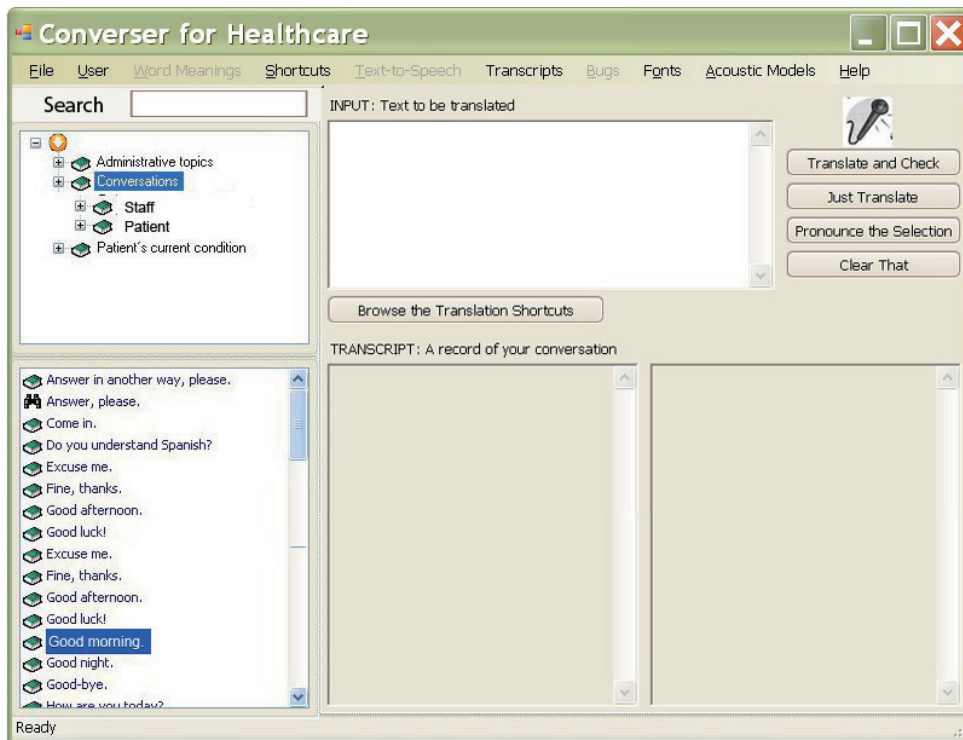 Converser for Healthcare
File User Word Meanings Shortcuts Text-to-Speech Transcripts Bugs Fonts Acoustic Models Help
Search
Administrative topics
Conversations
Staff
Patient
Patient´s current condition
Answer in another way, please.
Answer, please.
Come in.
Do you understand Spanish?
Excuse me.
Fine, thanks.
Good afternoon.
Good luck!
Excuse me.
Fine, thanks.
Good afternoon.
Good luck!
Good morning.
Good night.
Good-bye.
How are you today?
INPUT: Text to be translated
Translate and Check
Just Translate
Pronounce the Selection
Clear That
Browse the Translation Shortcuts
TRANSCRIPT: A record of your conversation
Ready